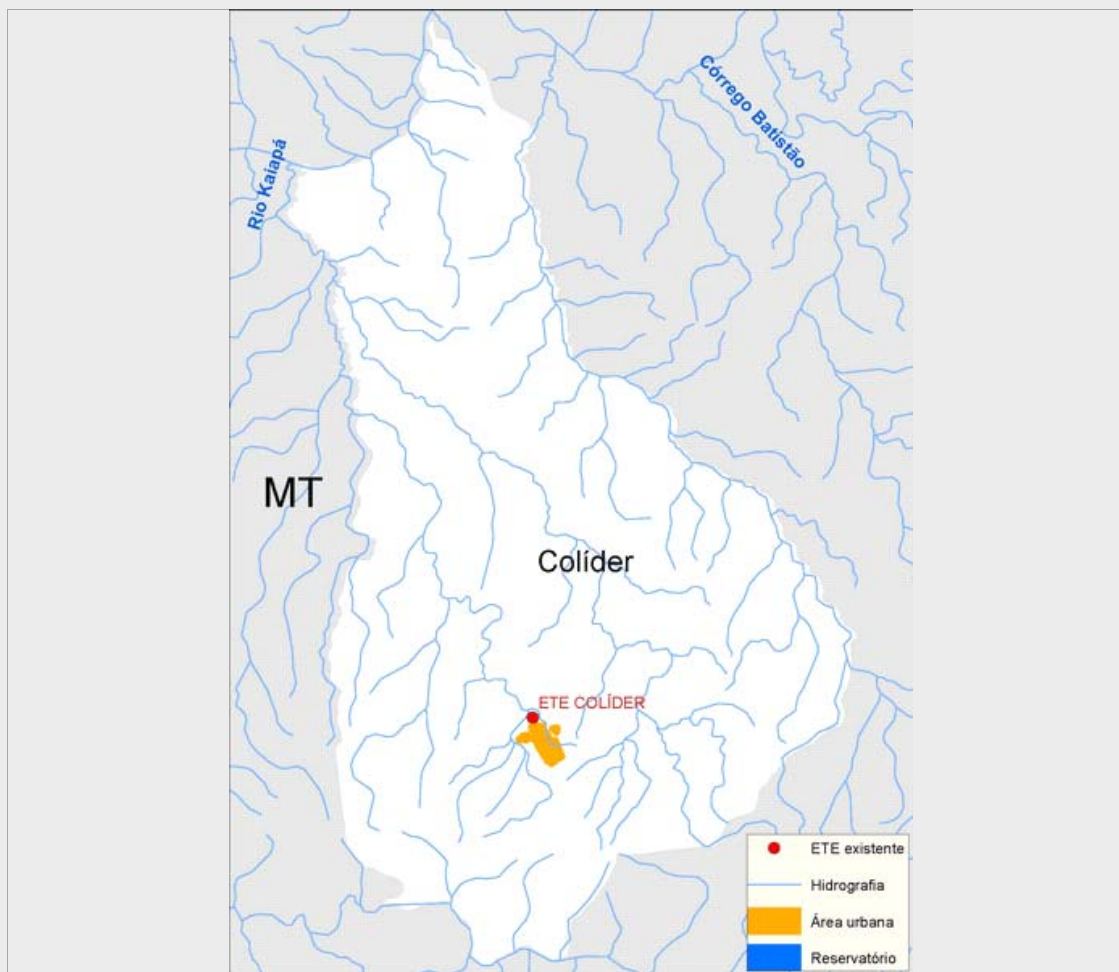 Córrego Batistão
Rio Kaiapá
MT
Colíder
ETE COLÍDER
ETE existente
Hidrografia
Área urbana
Reservatório